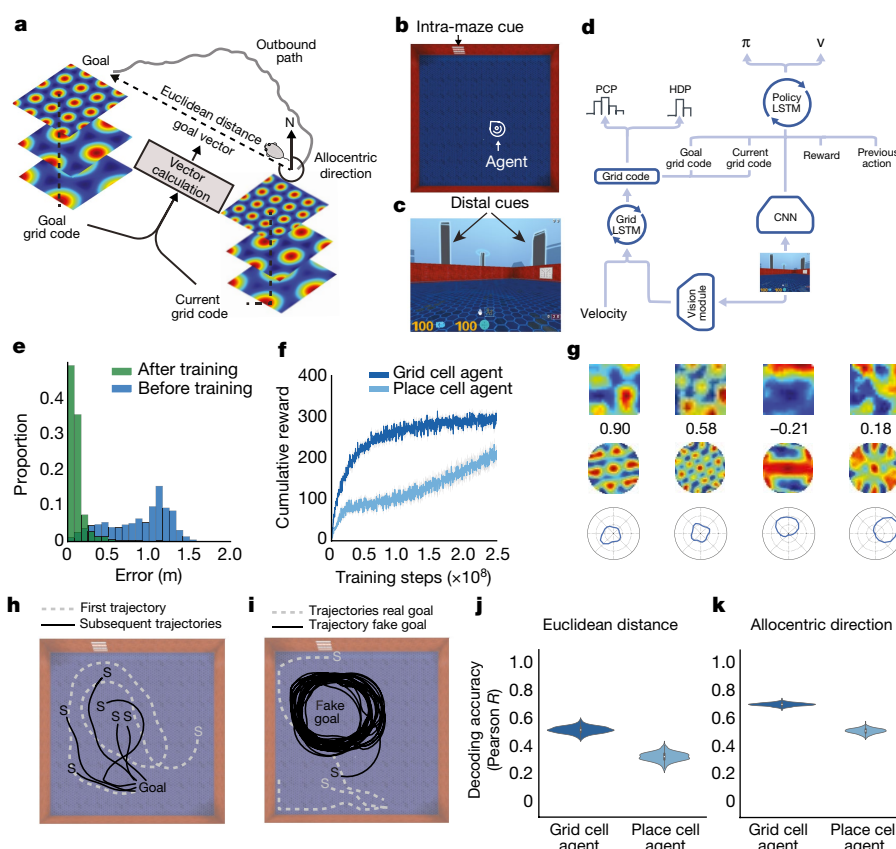 a
Goal
Outbound
path
Euclidean distance
goal vector
N
Allocentric
direction
Vector
calculation
Goal
grid code
Current
grid code
b
Intra-maze cue
Agent
c
Distal cues
100
100
d
π
v
PCP
HDP
Policy
LSTM
Goal
grid code
Current
grid code
Reward
Previous
action
Grid code
Grid
LSTM
CNN
Velocity
Vision
module
e
After training
Before training
Proportion
0.4
0.3
0.2
0.1
0
0
0.5
1.0
1.5
2.0
Error (m)
f
Grid cell agent
Place cell agent
Cumulative reward
400
300
200
100
0
0
0.5
1.0
1.5
2.0
2.5
Training steps (×10⁸)
g
0.90
0.58
−0.21
0.18
h
First trajectory
Subsequent trajectories
S
S
S S
S
S
S
Goal
i
Trajectories real goal
Trajectory fake goal
S
Fake
goal
S
S
j
Euclidean distance
Decoding accuracy
(Pearson R)
1.0
0.8
0.6
0.4
0.2
0
Grid cell
agent
Place cell
agent
k
Allocentric direction
1.0
0.8
0.6
0.4
0.2
0
Grid cell
agent
Place cell
agent